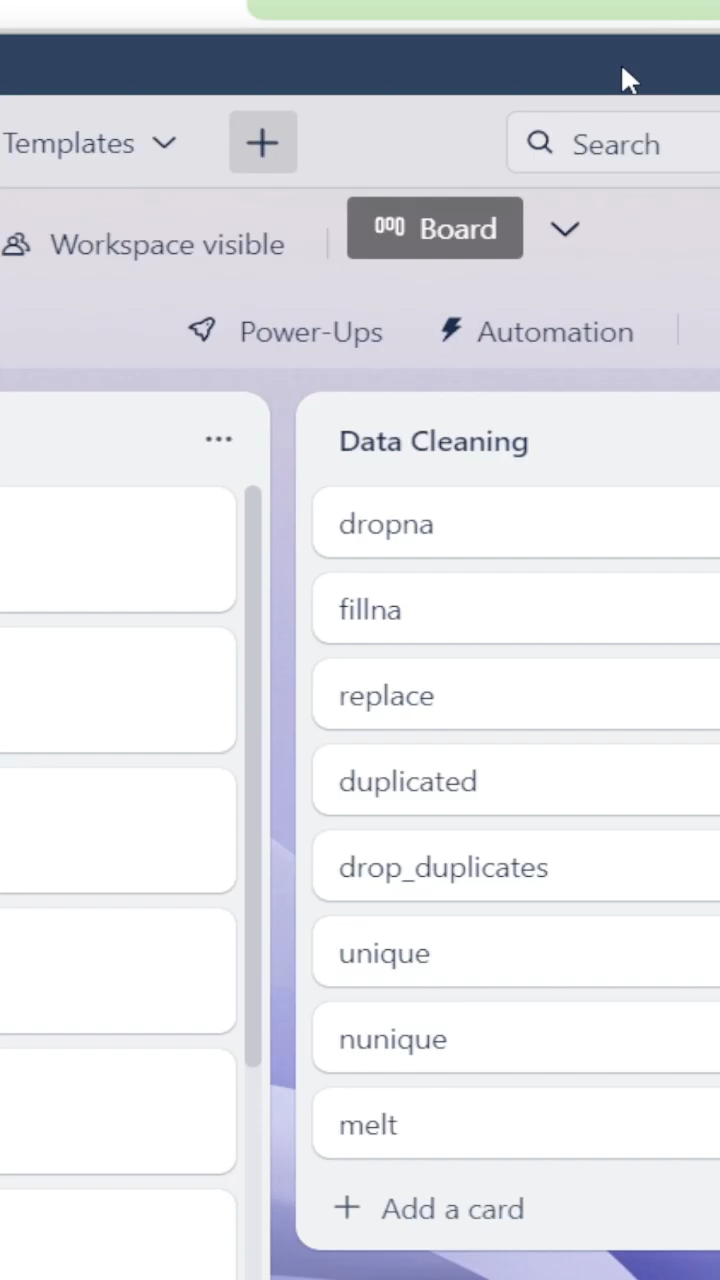 Templates
Search
Workspace visible
Board
Power-Ups
Automation
Data Cleaning
dropna
fillna
replace
duplicated
drop_duplicates
unique
nunique
melt
+ Add a card